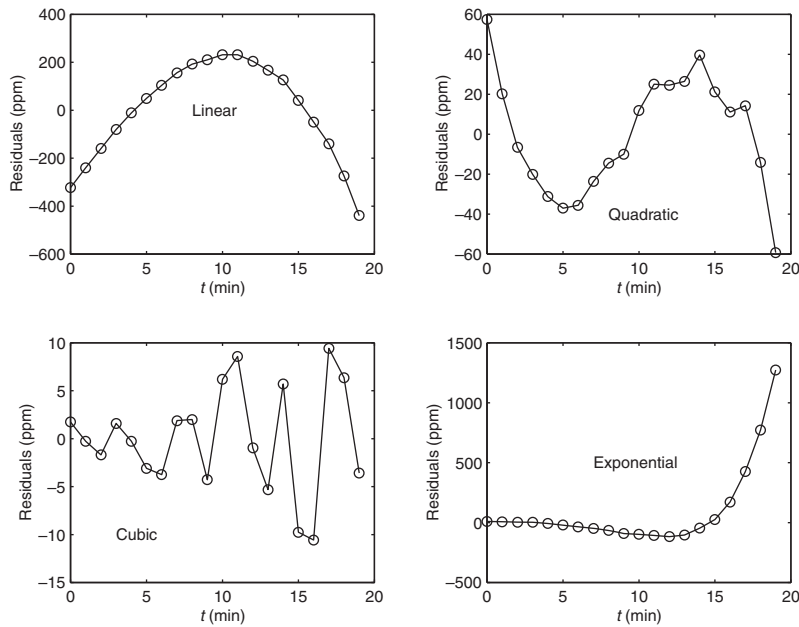 400
200
0
−200
−400
−600
Residuals (ppm)
Linear
0 5 10 15 20
t (min)
60
40
20
0
−20
−40
−60
Residuals (ppm)
Quadratic
0 5 10 15 20
t (min)
10
5
0
−5
−10
−15
Residuals (ppm)
Cubic
0 5 10 15 20
t (min)
1500
1000
500
0
−500
Residuals (ppm)
Exponential
0 5 10 15 20
t (min)